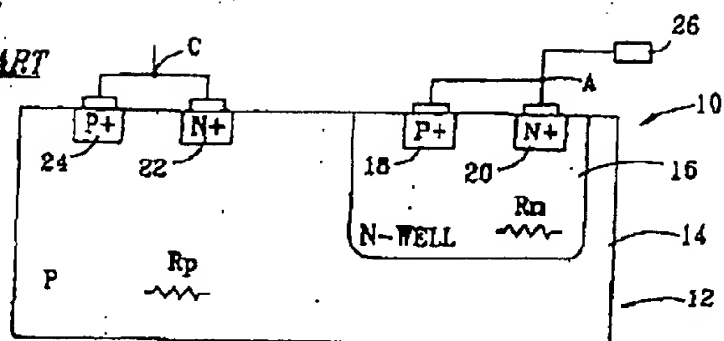 ART
C
26
A
10
P+ N+ P+ N+
24 22 18 20 16
Rn
N-WELL
14
Rp
P
12